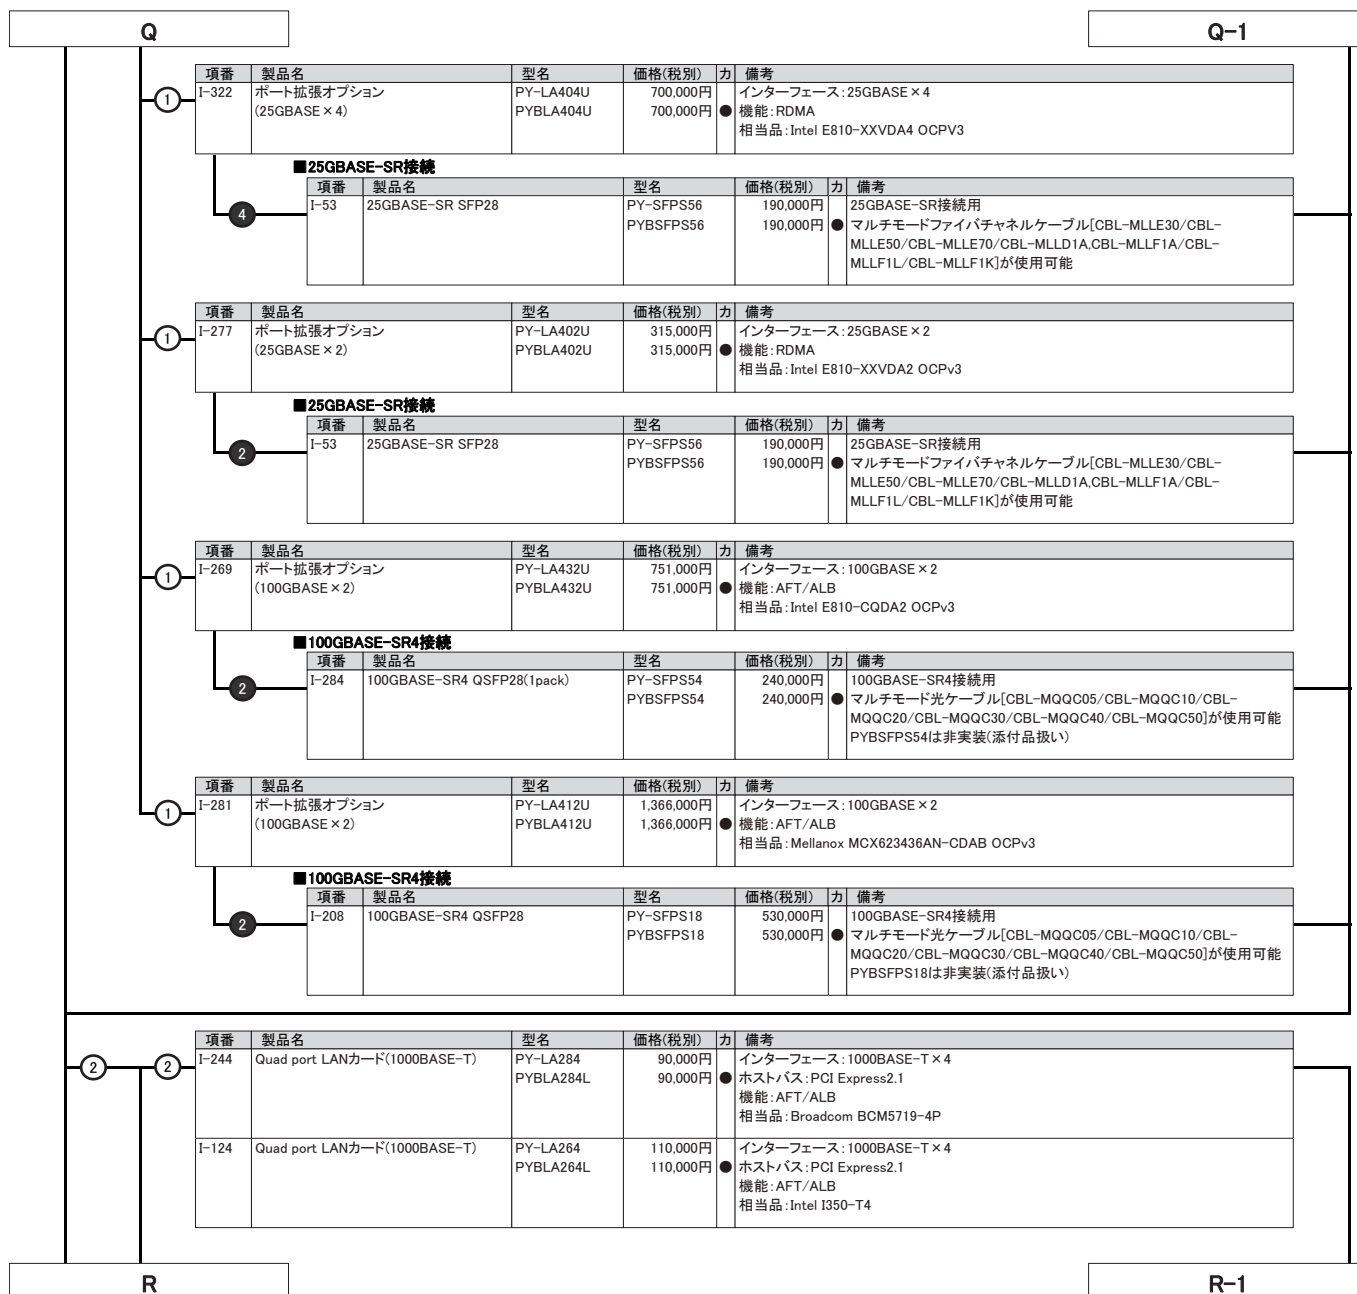 Q
Q-1
項番 製品名 型名 価格(税別) カ 備考
① I-322 ポート拡張オプション PY-LA404U 700,000円 インターフェース:25GBASE×4
(25GBASE×4) PYBLA404U 700,000円 ● 機能:RDMA
相当品:Intel E810-XXVDA4 OCPV3
■25GBASE-SR接続
項番 製品名 型名 価格(税別) カ 備考
4 I-53 25GBASE-SR SFP28 PY-SFPS56 190,000円 25GBASE-SR接続用
PYBSFPS56 190,000円 ● マルチモードファイバチャネルケーブル[CBL-MLLE30/CBL-
MLLE50/CBL-MLLE70/CBL-MLLD1A,CBL-MLLF1A/CBL-
MLLF1L/CBL-MLLF1K]が使用可能
項番 製品名 型名 価格(税別) カ 備考
① I-277 ポート拡張オプション PY-LA402U 315,000円 インターフェース:25GBASE×2
(25GBASE×2) PYBLA402U 315,000円 ● 機能:RDMA
相当品:Intel E810-XXVDA2 OCPv3
■25GBASE-SR接続
項番 製品名 型名 価格(税別) カ 備考
2 I-53 25GBASE-SR SFP28 PY-SFPS56 190,000円 25GBASE-SR接続用
PYBSFPS56 190,000円 ● マルチモードファイバチャネルケーブル[CBL-MLLE30/CBL-
MLLE50/CBL-MLLE70/CBL-MLLD1A,CBL-MLLF1A/CBL-
MLLF1L/CBL-MLLF1K]が使用可能
項番 製品名 型名 価格(税別) カ 備考
① I-269 ポート拡張オプション PY-LA432U 751,000円 インターフェース:100GBASE×2
(100GBASE×2) PYBLA432U 751,000円 ● 機能:AFT/ALB
相当品:Intel E810-CQDA2 OCPv3
■100GBASE-SR4接続
項番 製品名 型名 価格(税別) カ 備考
2 I-284 100GBASE-SR4 QSFP28(1pack) PY-SFPS54 240,000円 100GBASE-SR4接続用
PYBSFPS54 240,000円 ● マルチモード光ケーブル[CBL-MQQC05/CBL-MQQC10/CBL-
MQQC20/CBL-MQQC30/CBL-MQQC40/CBL-MQQC50]が使用可能
PYBSFPS54は非実装(添付品扱い)
項番 製品名 型名 価格(税別) カ 備考
① I-281 ポート拡張オプション PY-LA412U 1,366,000円 インターフェース:100GBASE×2
(100GBASE×2) PYBLA412U 1,366,000円 ● 機能:AFT/ALB
相当品:Mellanox MCX623436AN-CDAB OCPv3
■100GBASE-SR4接続
項番 製品名 型名 価格(税別) カ 備考
2 I-208 100GBASE-SR4 QSFP28 PY-SFPS18 530,000円 100GBASE-SR4接続用
PYBSFPS18 530,000円 ● マルチモード光ケーブル[CBL-MQQC05/CBL-MQQC10/CBL-
MQQC20/CBL-MQQC30/CBL-MQQC40/CBL-MQQC50]が使用可能
PYBSFPS18は非実装(添付品扱い)
項番 製品名 型名 価格(税別) カ 備考
② ② I-244 Quad port LANカード(1000BASE-T) PY-LA284 90,000円 インターフェース:1000BASE-T×4
PYBLA284L 90,000円 ● ホストバス:PCI Express2.1
機能:AFT/ALB
相当品:Broadcom BCM5719-4P
I-124 Quad port LANカード(1000BASE-T) PY-LA264 110,000円 インターフェース:1000BASE-T×4
PYBLA264L 110,000円 ● ホストバス:PCI Express2.1
機能:AFT/ALB
相当品:Intel I350-T4
R
R-1